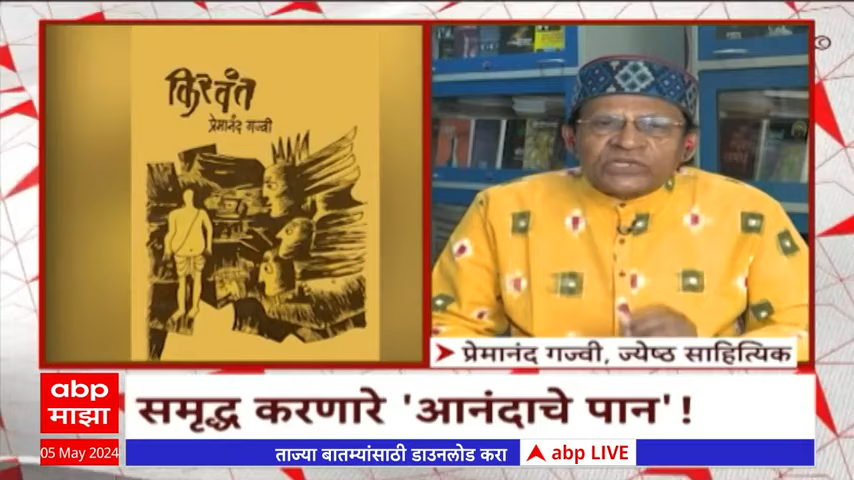 किरवंत
प्रेमानंद गज्वी
©
प्रेमानंद गज्वी, ज्येष्ठ साहित्यिक
abp
माझा
समृद्ध करणारे 'आनंदाचे पान'!
05 May 2024
ताज्या बातम्यांसाठी डाउनलोड करा
abp LIVE